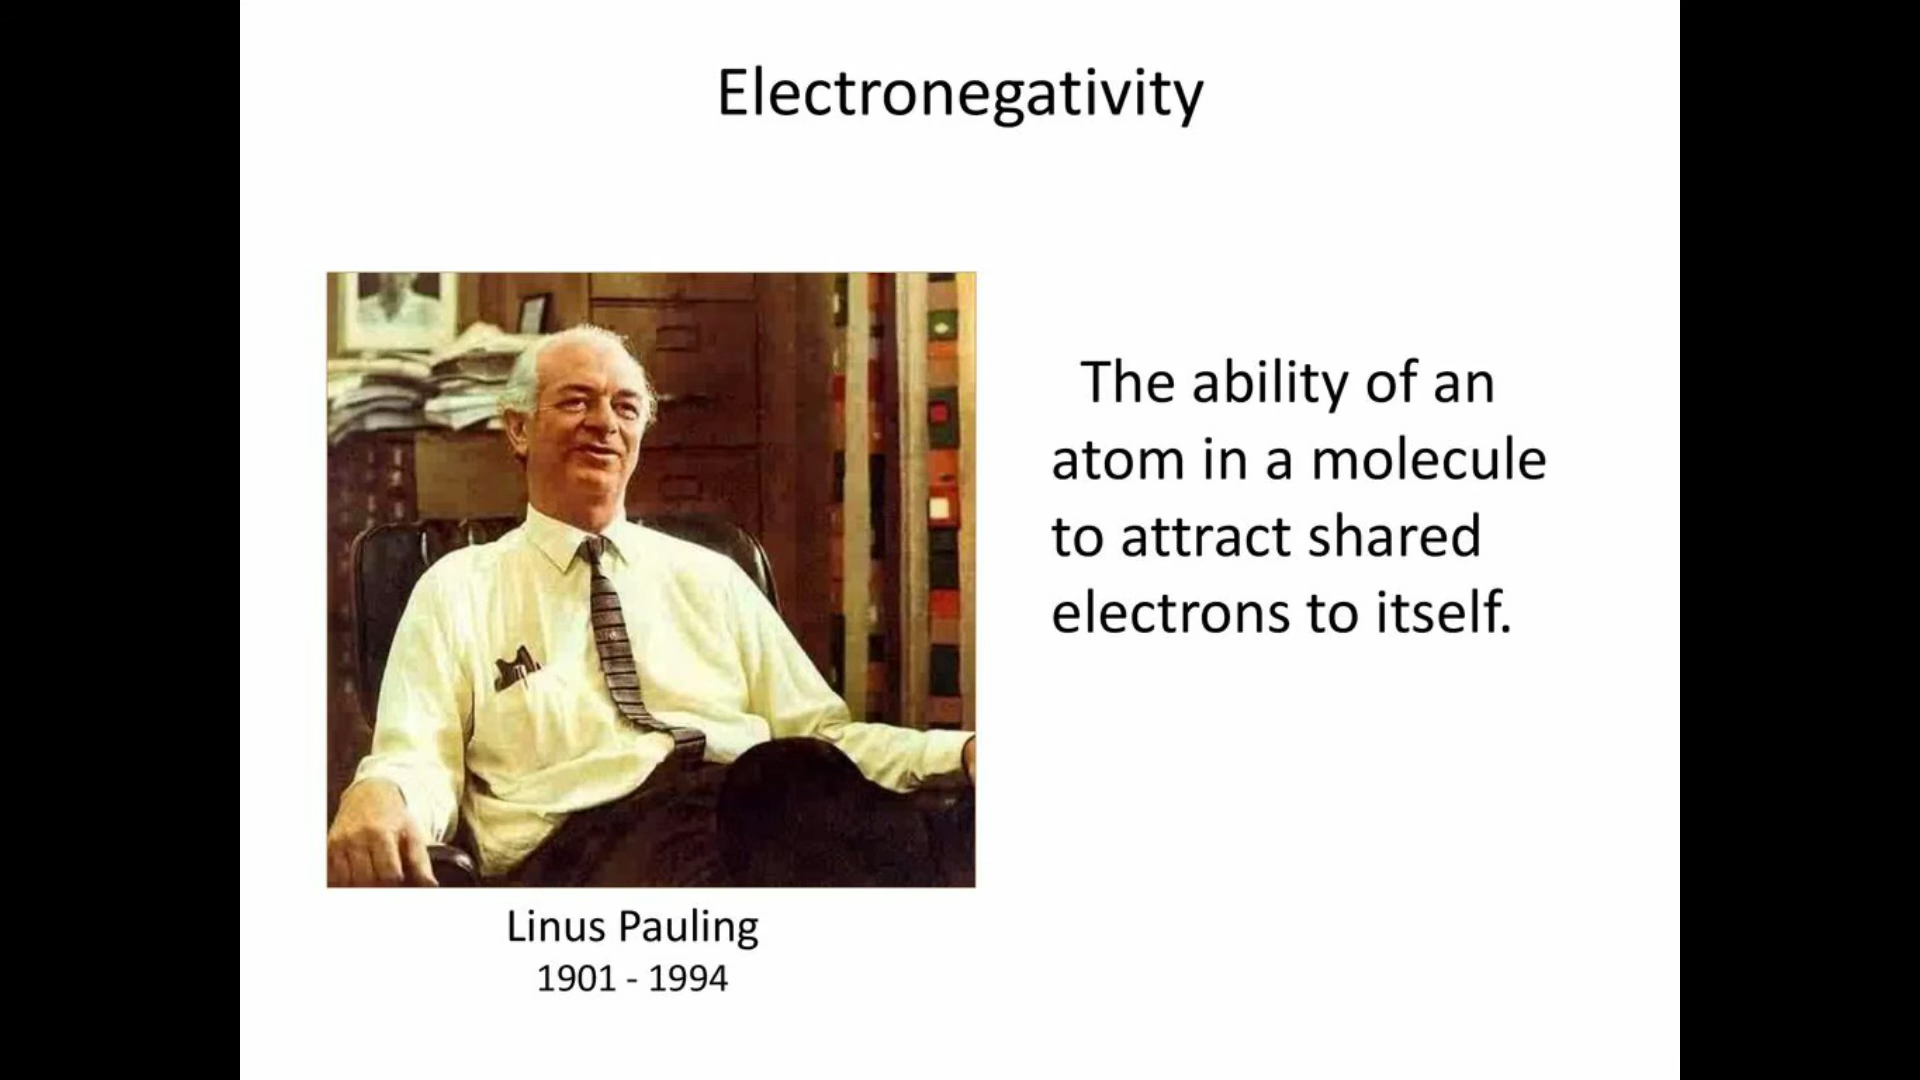 Electronegativity
The ability of an
atom in a molecule
to attract shared
electrons to itself.
Linus Pauling
1901 - 1994